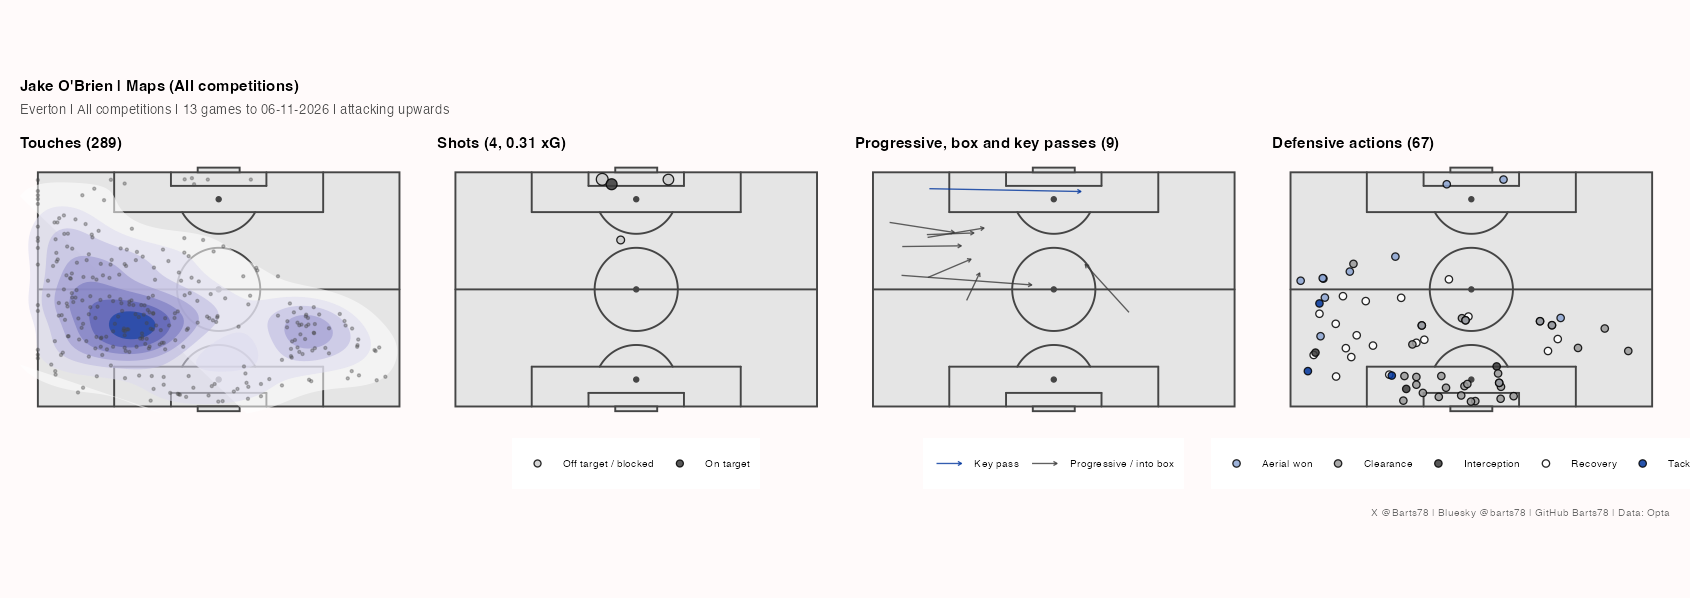 Jake O'Brien | Maps (All competitions)
Everton | All competitions | 13 games to 06-11-2026 | attacking upwards
Touches (289)
Shots (4, 0.31 xG)
Progressive, box and key passes (9)
Defensive actions (67)
Off target / blocked
On target
Key pass
Progressive / into box
Aerial won
Clearance
Interception
Recovery
Tack
X @Barts78 | Bluesky @barts78 | GitHub Barts78 | Data: Opta